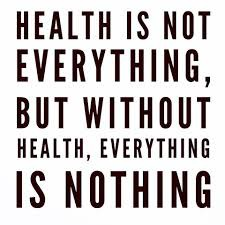 HEALTH IS NOT
EVERYTHING,
BUT WITHOUT
HEALTH, EVERYTHING
IS NOTHING